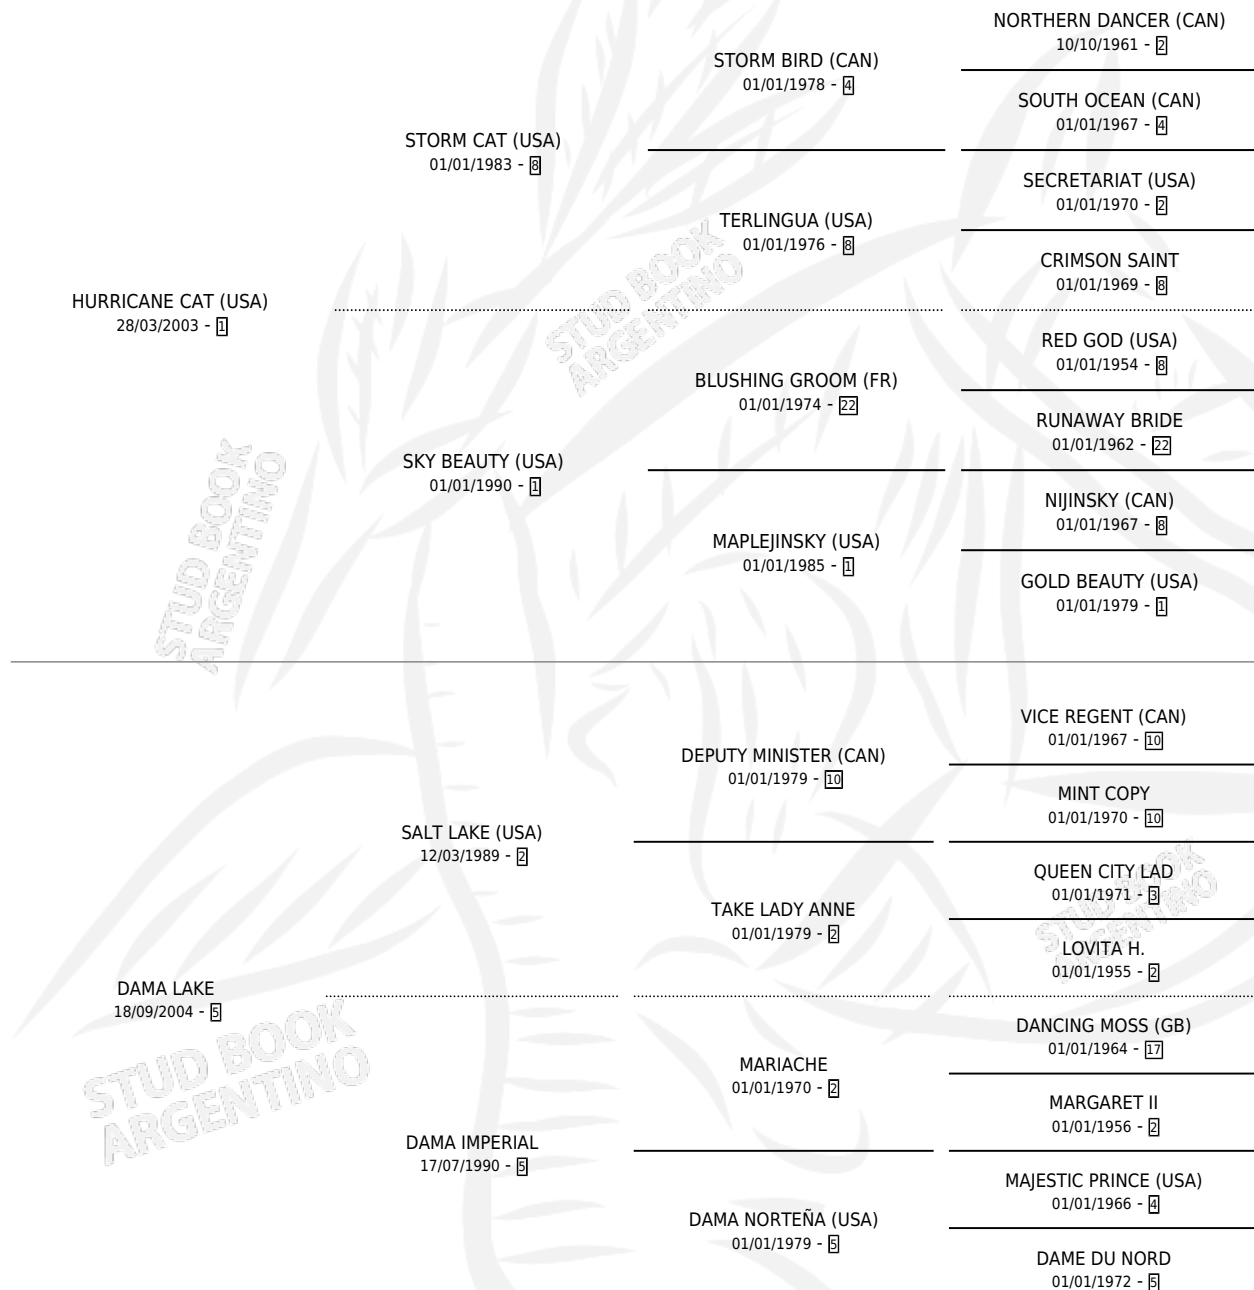 NORTHERN DANCER (CAN)
10/10/1961 - 2
STORM BIRD (CAN)
01/01/1978 - 4
SOUTH OCEAN (CAN)
01/01/1967 - 4
STORM CAT (USA)
01/01/1983 - 8
SECRETARIAT (USA)
01/01/1970 - 2
TERLINGUA (USA)
01/01/1976 - 8
CRIMSON SAINT
01/01/1969 - 8
HURRICANE CAT (USA)
28/03/2003 - 1
STUD BOOK
ARGENTINO
RED GOD (USA)
01/01/1954 - 8
BLUSHING GROOM (FR)
01/01/1974 - 22
RUNAWAY BRIDE
01/01/1962 - 22
SKY BEAUTY (USA)
01/01/1990 - 1
NIJINSKY (CAN)
01/01/1967 - 8
MAPLEJINSKY (USA)
01/01/1985 - 1
GOLD BEAUTY (USA)
01/01/1979 - 1
STUD BOOK
ARGENTINO
VICE REGENT (CAN)
01/01/1967 - 10
DEPUTY MINISTER (CAN)
01/01/1979 - 10
MINT COPY
01/01/1970 - 10
SALT LAKE (USA)
12/03/1989 - 2
QUEEN CITY LAD
01/01/1971 - 3
TAKE LADY ANNE
01/01/1979 - 2
STUD BOOK
ARGENTINO
LOVITA H.
01/01/1955 - 2
DAMA LAKE
18/09/2004 - 5
DANCING MOSS (GB)
01/01/1964 - 17
STUD BOOK
ARGENTINO
MARIACHE
01/01/1970 - 2
MARGARET II
01/01/1956 - 2
DAMA IMPERIAL
17/07/1990 - 5
MAJESTIC PRINCE (USA)
01/01/1966 - 4
DAMA NORTEÑA (USA)
01/01/1979 - 5
DAME DU NORD
01/01/1972 - 5